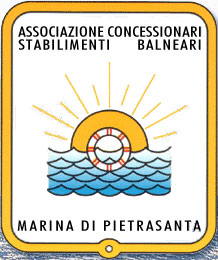 ASSOCIAZIONE CONCESSIONARI
STABILIMENTI BALNEARI
MARINA DI PIETRASANTA